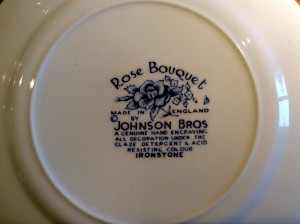 Rose Bouquet
MADE IN ENGLAND
BY
JOHNSON BROS
A GENUINE HAND ENGRAVING
ALL DECORATION UNDER THE
GLAZE DETERGENT & ACID
RESISTING COLOUR
IRONSTONE